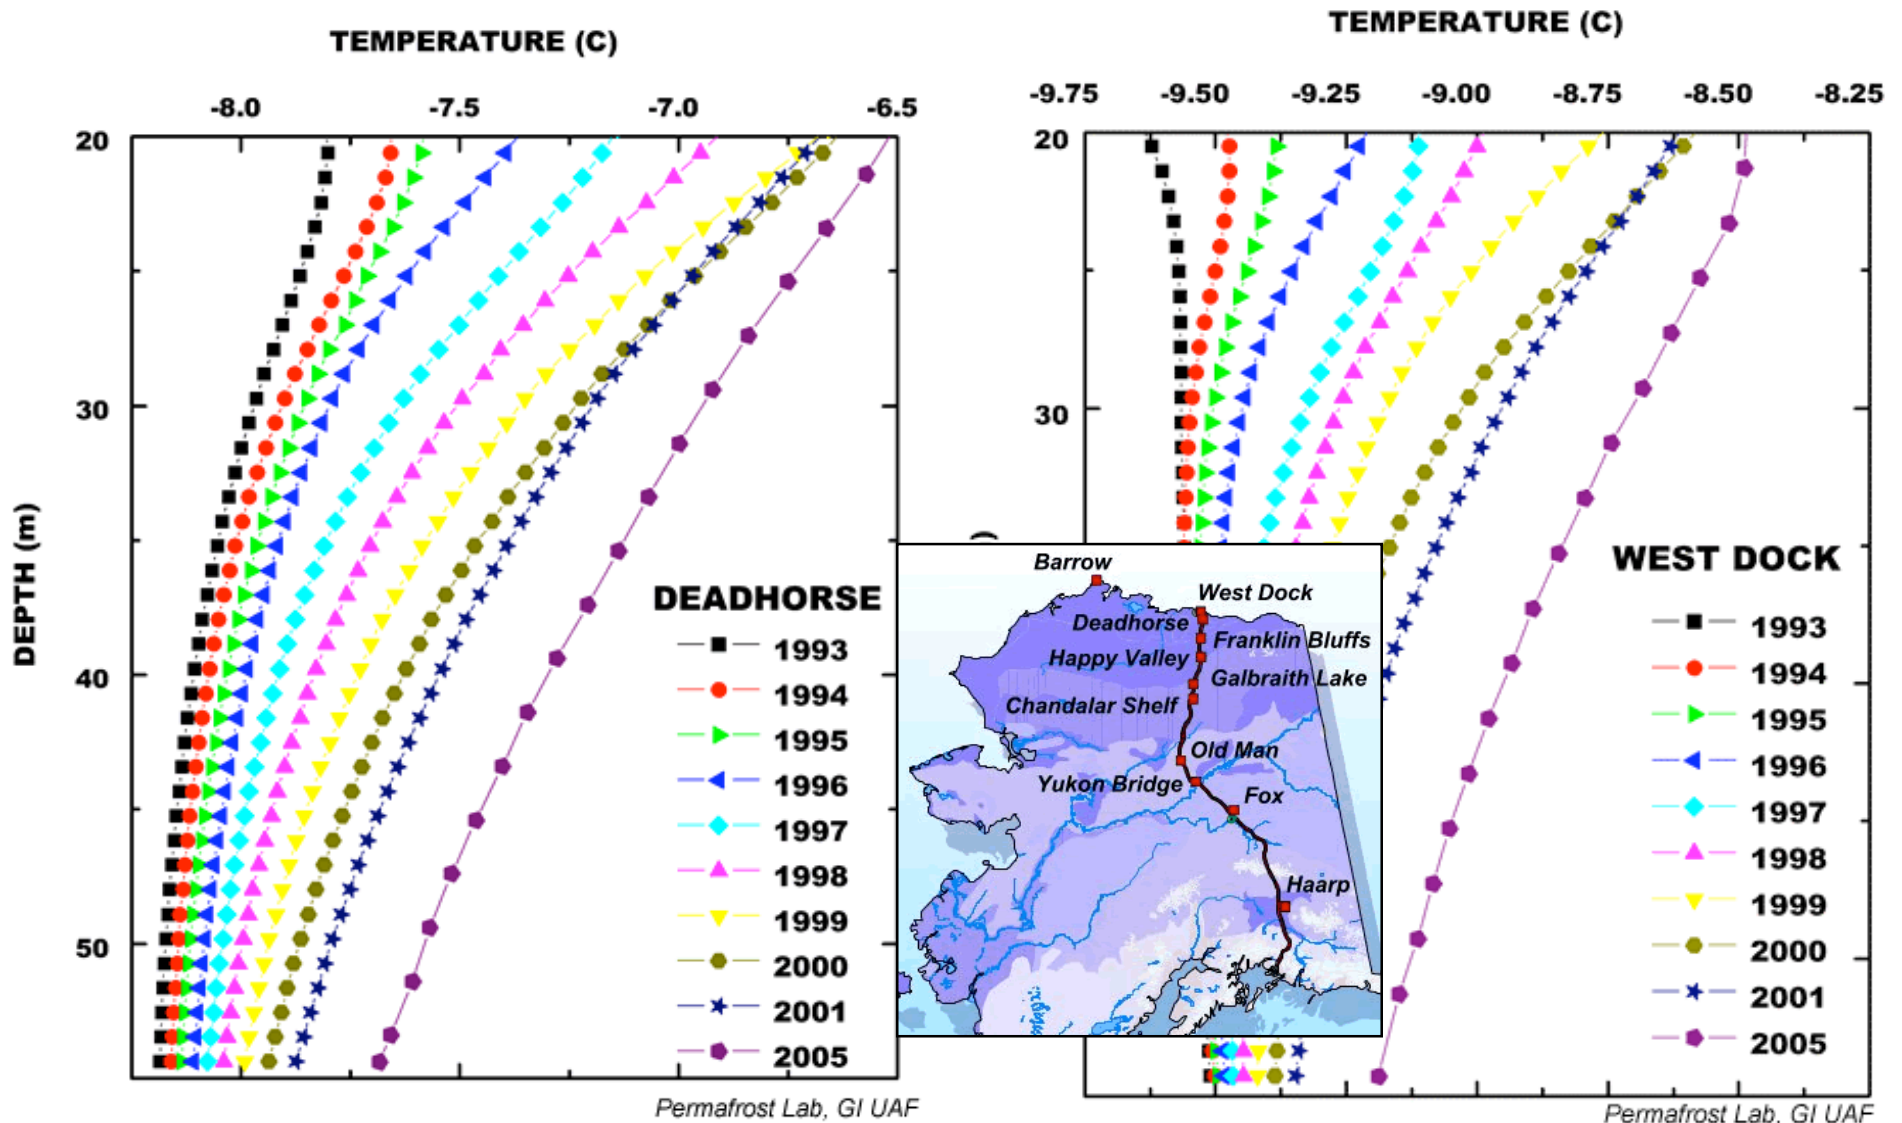 TEMPERATURE (C)
-8.0 -7.5 -7.0 -6.5
20
30
40
50
DEPTH (m)
DEADHORSE
1993
1994
1995
1996
1997
1998
1999
2000
2001
2005
Permafrost Lab, GI UAF
TEMPERATURE (C)
-9.75 -9.50 -9.25 -9.00 -8.75 -8.50 -8.25
20
30
)
WEST DOCK
1993
1994
1995
1996
1997
1998
1999
2000
2001
2005
Permafrost Lab, GI UAF
Barrow
West Dock
Deadhorse
Franklin Bluffs
Happy Valley
Galbraith Lake
Chandalar Shelf
Old Man
Yukon Bridge
Fox
Haarp